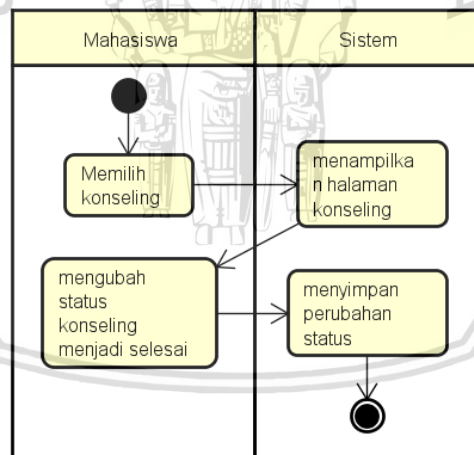 Mahasiswa
Sistem
Memilih
konseling
menampilka
n halaman
konseling
mengubah
status
konseling
menjadi selesai
menyimpan
perubahan
status